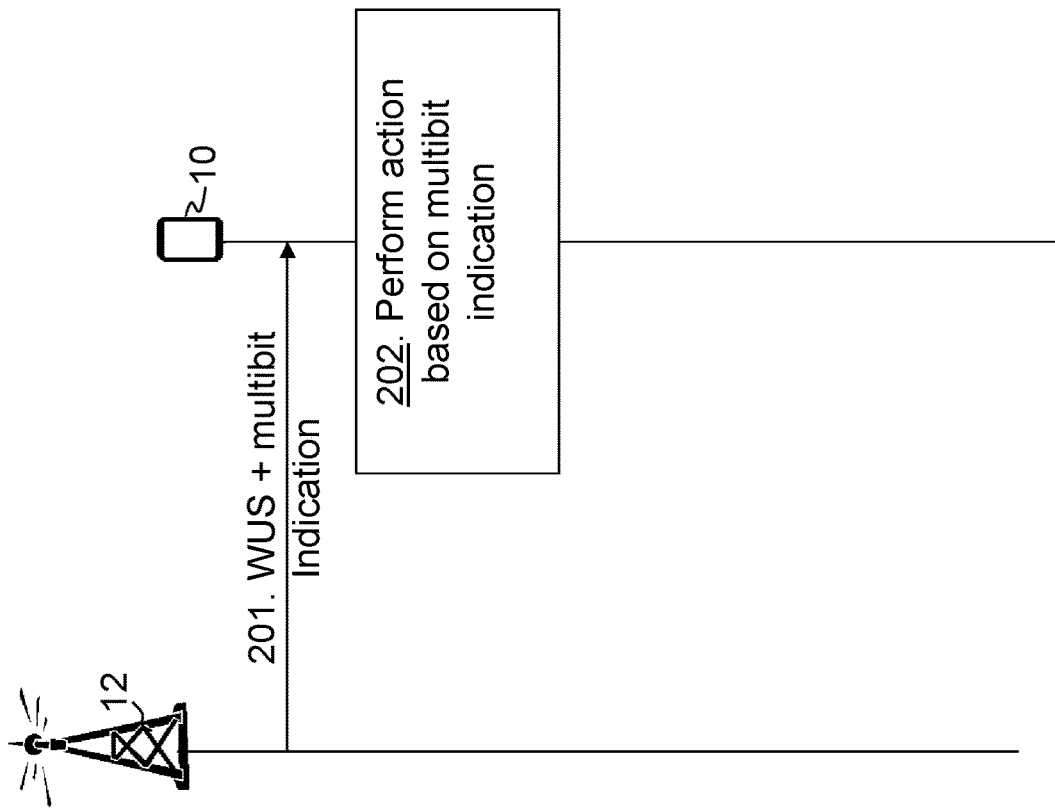 12
10
201. WUS + multibit
Indication
202. Perform action
based on multibit
indication